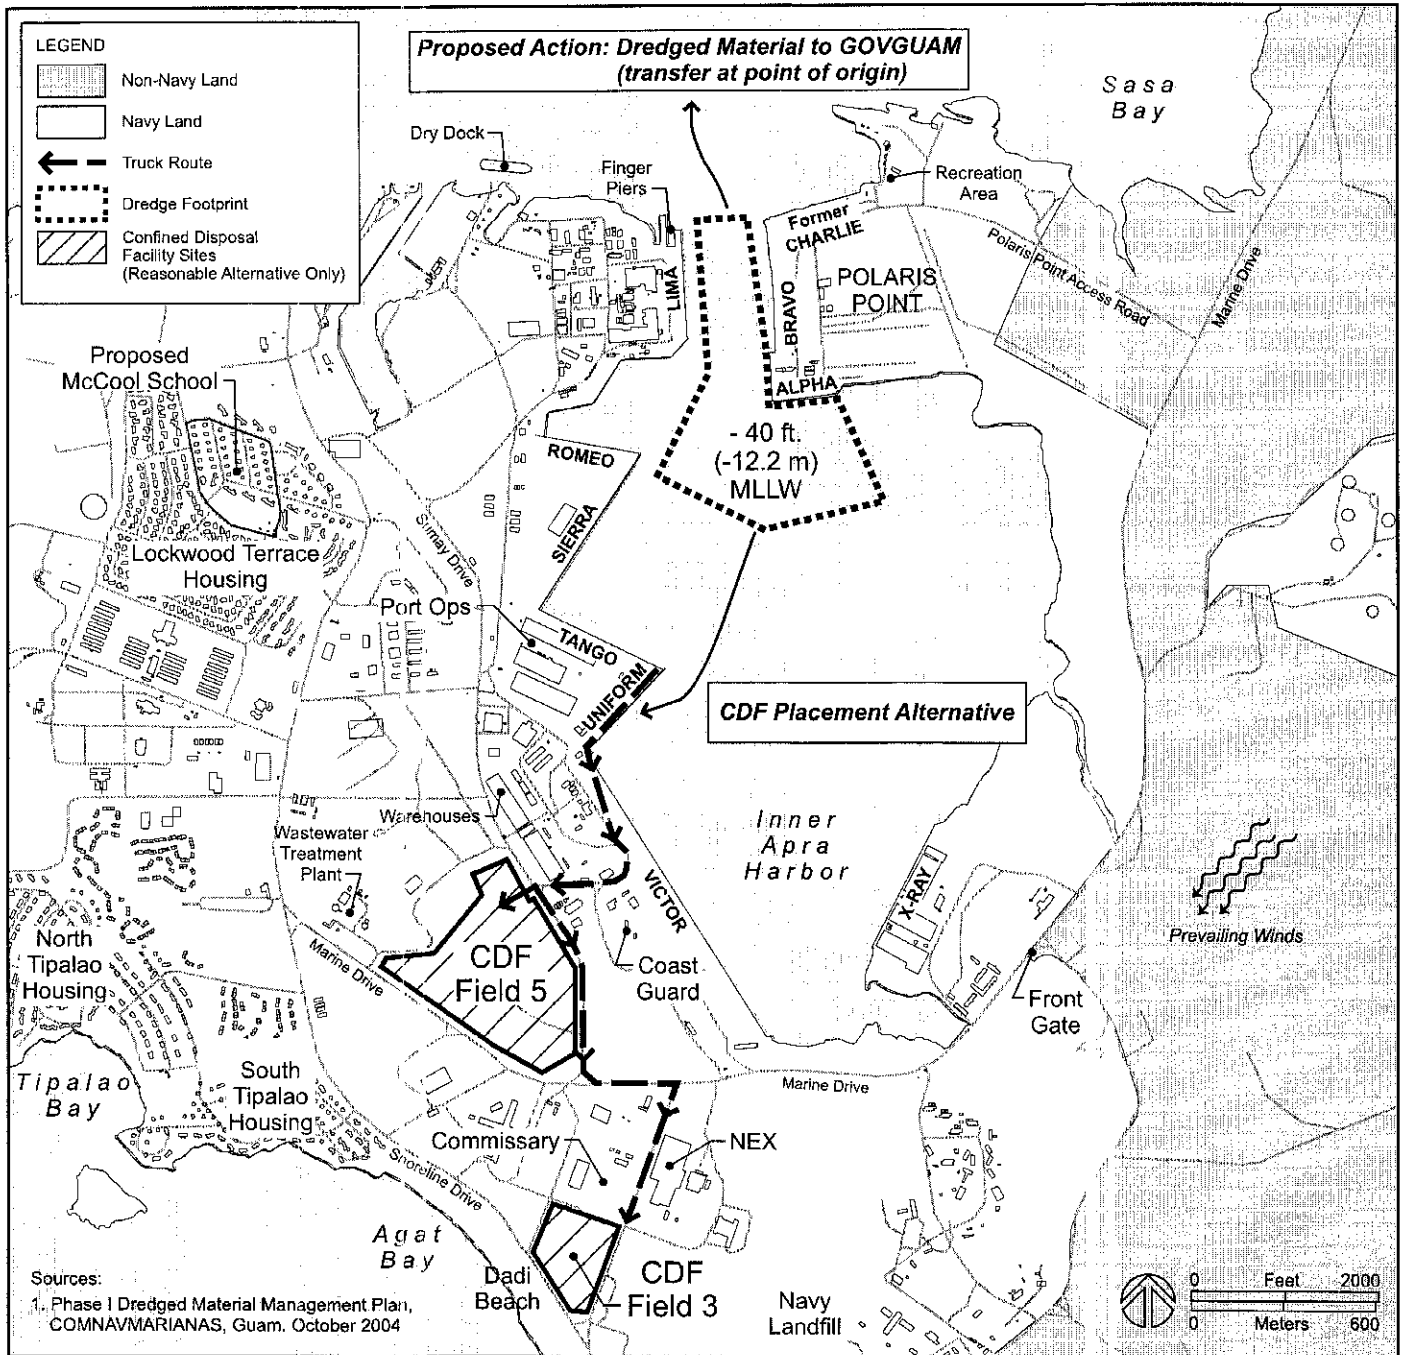 LEGEND
Non-Navy Land
Navy Land
Truck Route
Dredge Footprint
Confined Disposal
Facility Sites
(Reasonable Alternative Only)
Proposed Action: Dredged Material to GOVGUAM
(transfer at point of origin)
Sasa
Bay
Dry Dock
Finger
Piers
Recreation
Area
Former
CHARLIE
Polaris Point Access Road
Marine Drive
LIMA
BRAVO
POLARIS
POINT
ALPHA
Proposed
McCool School
- 40 ft.
(-12.2 m)
MLLW
ROMEO
SIERRA
Sumay Drive
Lockwood Terrace
Housing
Port Ops
TANGO
UNIFORM
CDF Placement Alternative
Warehouses
Wastewater
Treatment
Plant
Inner
Apra
Harbor
VICTOR
X-RAY
Prevailing Winds
North
Tipalao
Housing
Marine Drive
CDF
Field 5
Coast
Guard
Front
Gate
Tipalao
Bay
South
Tipalao
Housing
Marine Drive
Commissary
NEX
Shoreline Drive
Agat
Bay
Dadi
Beach
CDF
Field 3
Navy
Landfill
Sources:
1. Phase I Dredged Material Management Plan,
COMNAVMARIANAS, Guam. October 2004
0 Feet 2000
0 Meters 600